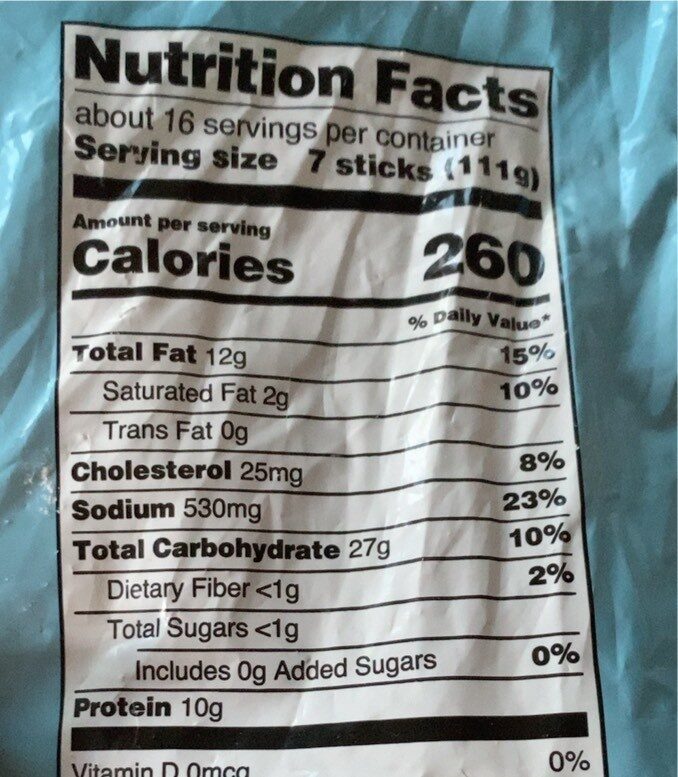 Nutrition Facts
about 16 servings per container
Serving size 7 sticks (111g)
Amount per serving
Calories 260
% Daily Value*
Total Fat 12g 15%
Saturated Fat 2g 10%
Trans Fat 0g
Cholesterol 25mg 8%
Sodium 530mg 23%
Total Carbohydrate 27g 10%
Dietary Fiber <1g 2%
Total Sugars <1g
Includes 0g Added Sugars 0%
Protein 10g
Vitamin D 0mcg 0%